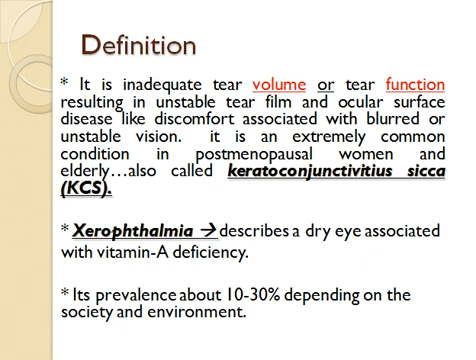 Definition
* It is inadequate tear volume or tear function
resulting in unstable tear film and ocular surface
disease like discomfort associated with blurred or
unstable vision. it is an extremely common
condition in postmenopausal women and
elderly…also called keratoconjunctivitius sicca
(KCS).
* Xerophthalmia → describes a dry eye associated
with vitamin-A deficiency.
* Its prevalence about 10-30% depending on the
society and environment.